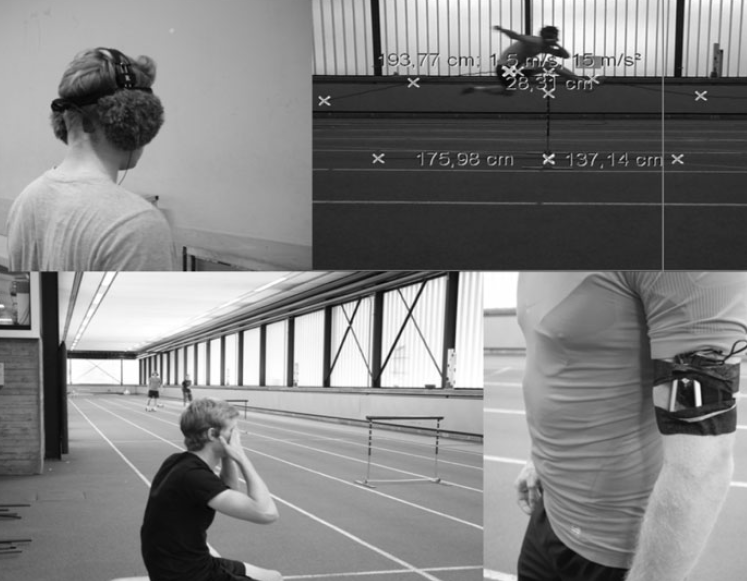 193,77 cm; 1,5 m/s; 15 m/s²
28,31 cm
175,98 cm 137,14 cm